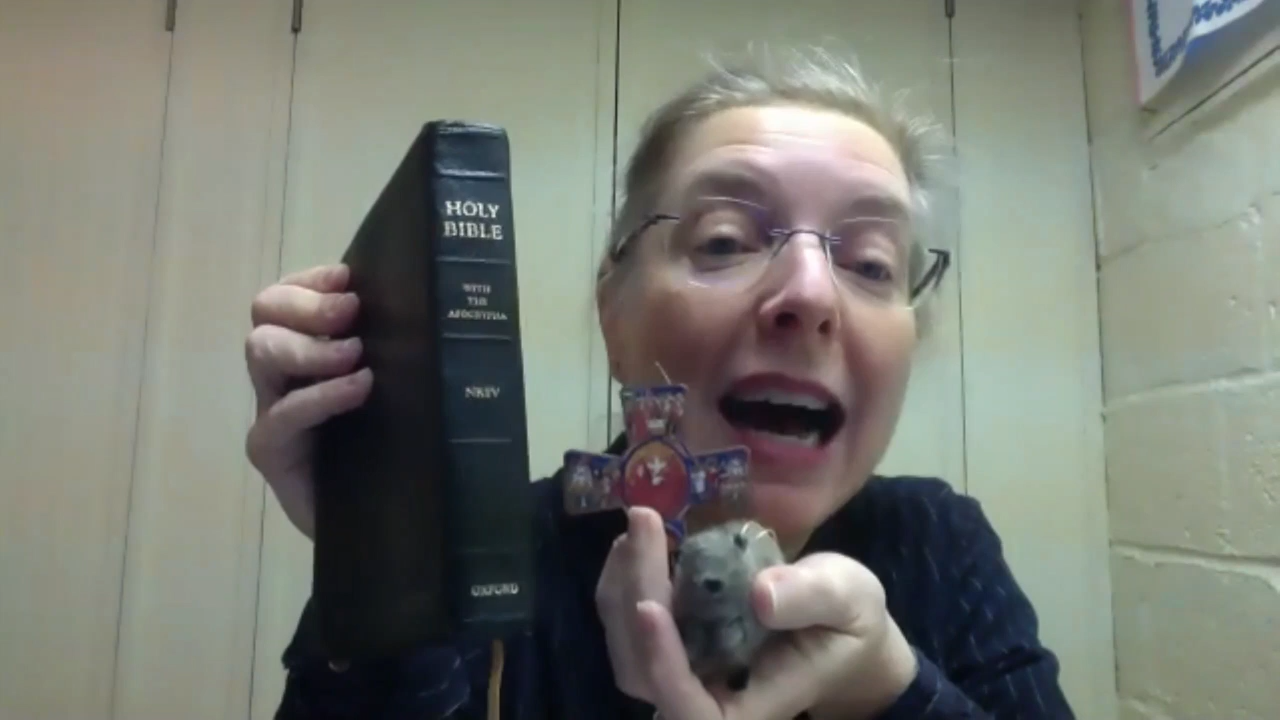 HOLY
BIBLE
WITH
THE
APOCRYPHA
NRSV
OXFORD